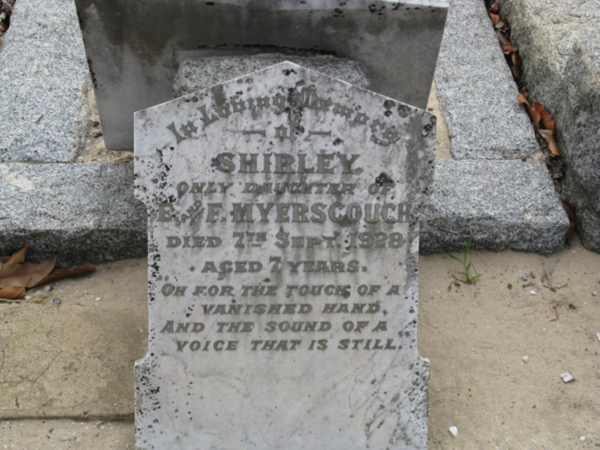 In Loving Memory
of
SHIRLEY.
ONLY DAUGHTER OF
E. & F. MYERSCOUGH
DIED 7TH SEPT. 1928
AGED 7 YEARS.
OH FOR THE TOUCH OF A
VANISHED HAND,
AND THE SOUND OF A
VOICE THAT IS STILL.